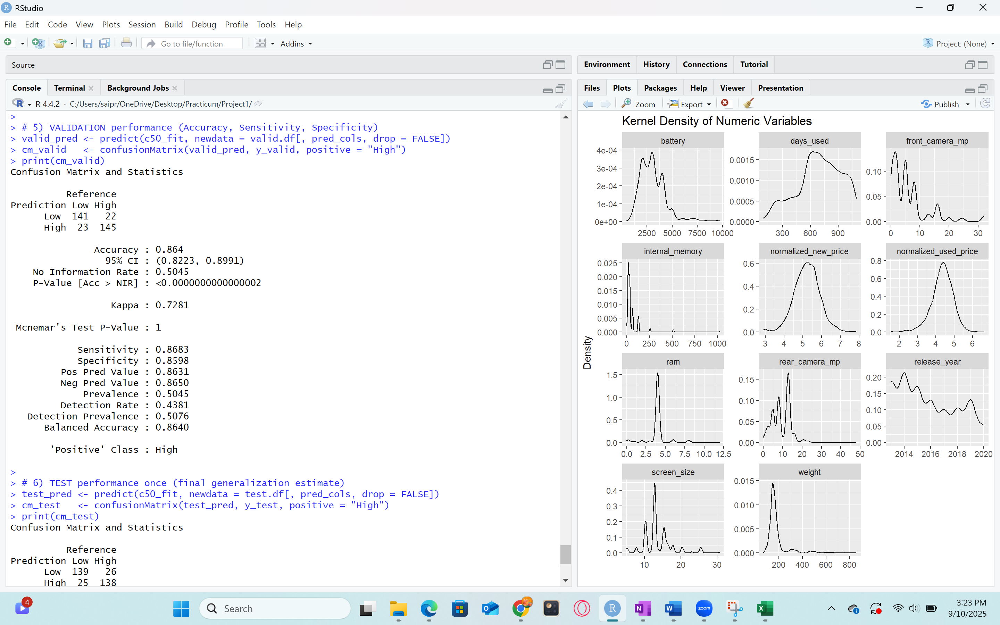 RStudio
File Edit Code View Plots Session Build Debug Profile Tools Help
Go to file/function
Addins
Project: (None)
Source
Console Terminal Background Jobs
R 4.4.2 · C:/Users/saipr/OneDrive/Desktop/Practicum/Project1/
>
> # 5) VALIDATION performance (Accuracy, Sensitivity, Specificity)
> valid_pred <- predict(c50_fit, newdata = valid.df[, pred_cols, drop = FALSE])
> cm_valid   <- confusionMatrix(valid_pred, y_valid, positive = "High")
> print(cm_valid)
Confusion Matrix and Statistics
Reference
Prediction Low High
Low 141 22
High 23 145
Accuracy : 0.864
95% CI : (0.8223, 0.8991)
No Information Rate : 0.5045
P-Value [Acc > NIR] : <0.0000000000000002
Kappa : 0.7281
Mcnemar's Test P-Value : 1
Sensitivity : 0.8683
Specificity : 0.8598
Pos Pred Value : 0.8631
Neg Pred Value : 0.8650
Prevalence : 0.5045
Detection Rate : 0.4381
Detection Prevalence : 0.5076
Balanced Accuracy : 0.8640
'Positive' Class : High
>
> # 6) TEST performance once (final generalization estimate)
> test_pred <- predict(c50_fit, newdata = test.df[, pred_cols, drop = FALSE])
> cm_test   <- confusionMatrix(test_pred, y_test, positive = "High")
> print(cm_test)
Confusion Matrix and Statistics
Reference
Prediction Low High
Low 139 26
High 25 138
Environment History Connections Tutorial
Files Plots Packages Help Viewer Presentation
Zoom Export Publish
Kernel Density of Numeric Variables
Density
battery
4e-04
3e-04
2e-04
1e-04
0e+00
2500 5000 7500 10000
days_used
0.0015
0.0010
0.0005
0.0000
300 600 900
front_camera_mp
0.10
0.05
0.00
0 10 20 30
internal_memory
0.025
0.020
0.015
0.010
0.005
0.000
0 250 500 750 1000
normalized_new_price
0.6
0.4
0.2
0.0
3 4 5 6 7 8
normalized_used_price
0.8
0.6
0.4
0.2
0.0
2 3 4 5 6
ram
1.5
1.0
0.5
0.0
0.0 2.5 5.0 7.5 10.0 12.5
rear_camera_mp
0.15
0.10
0.05
0.00
0 10 20 30 40 50
release_year
0.20
0.15
0.10
0.05
0.00
2014 2016 2018 2020
screen_size
0.4
0.3
0.2
0.1
0.0
10 20 30
weight
0.015
0.010
0.005
0.000
200 400 600 800
4
Search
zoom
3:23 PM
9/10/2025